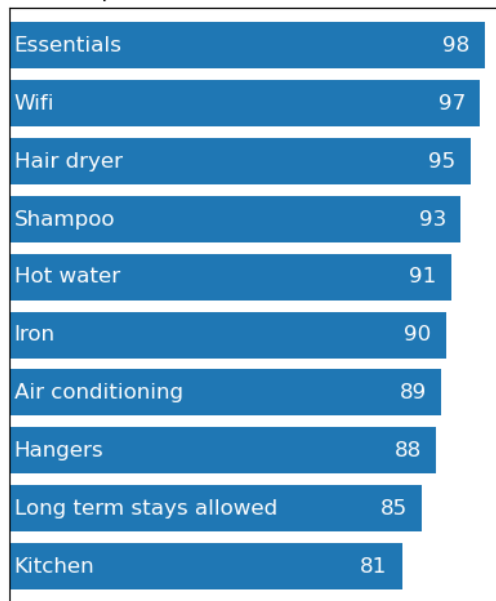 Essentials 98
Wifi 97
Hair dryer 95
Shampoo 93
Hot water 91
Iron 90
Air conditioning 89
Hangers 88
Long term stays allowed 85
Kitchen 81